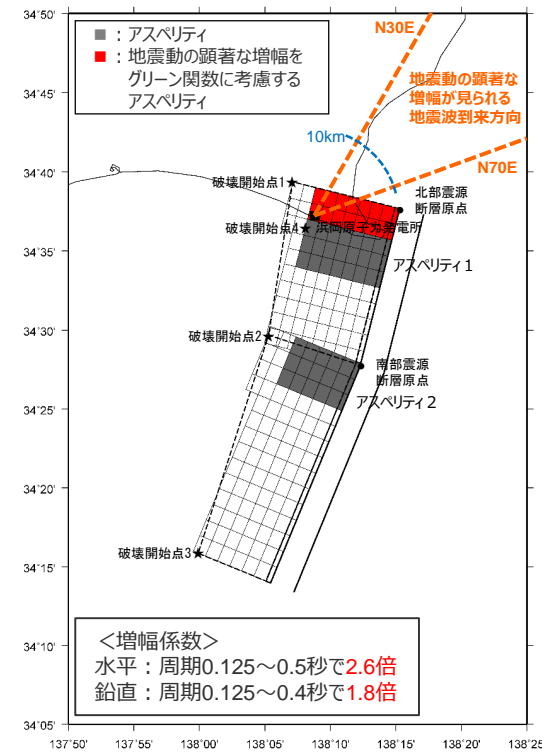 ■：アスペリティ
■：地震動の顕著な増幅を
グリーン関数に考慮する
アスペリティ
N30E
地震動の顕著な
増幅が見られる
地震波到来方向
10km
N70E
破壊開始点1
北部震源
断層原点
破壊開始点4
浜岡原子力発電所
アスペリティ1
破壊開始点2
南部震源
断層原点
アスペリティ2
破壊開始点3
＜増幅係数＞
水平：周期0.125～0.5秒で2.6倍
鉛直：周期0.125～0.4秒で1.8倍
34°50'
34°45'
34°40'
34°35'
34°30'
34°25'
34°20'
34°15'
34°10'
34°05'
137°50' 137°55' 138°00' 138°05' 138°10' 138°15' 138°20' 138°25'